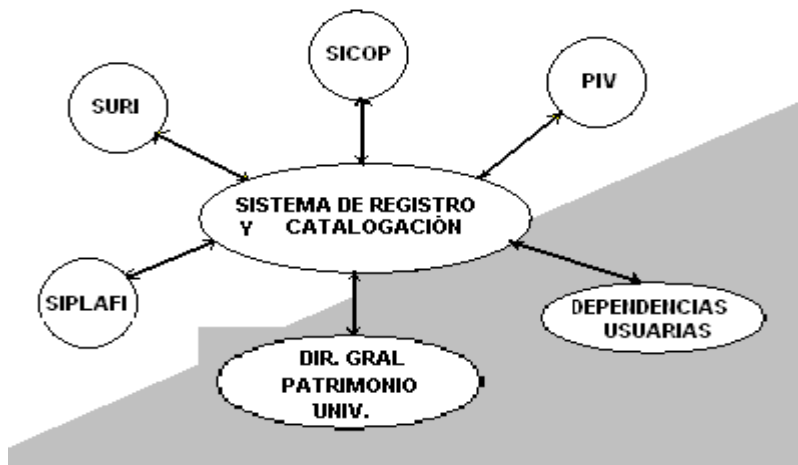 SICOP
PIV
SURI
SISTEMA DE REGISTRO
Y CATALOGACIÓN
SIPLAFI
DEPENDENCIAS
USUARIAS
DIR. GRAL
PATRIMONIO
UNIV.